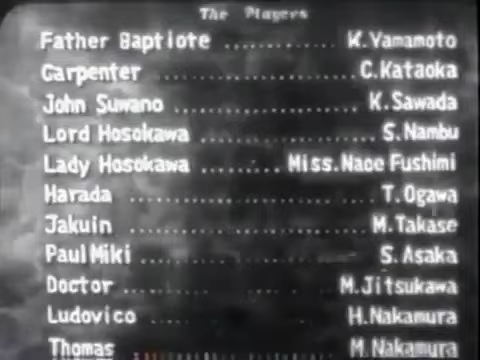 The Players
Father Baptiote ............ K.Yamamoto
Carpenter .................. C.Kataoka
John Suwano ................ K.Sawada
Lord Hosokawa .............. S.Nambu
Lady Hosokawa ........ Miss.Naoe Fushimi
Harada ..................... T.Ogawa
Jakuin ..................... M.Takase
Paul Miki .................. S.Asaka
Doctor ..................... M.Jitsukawa
Ludovico ................... H.Nakamura
Thomas ..................... M.Nakamura